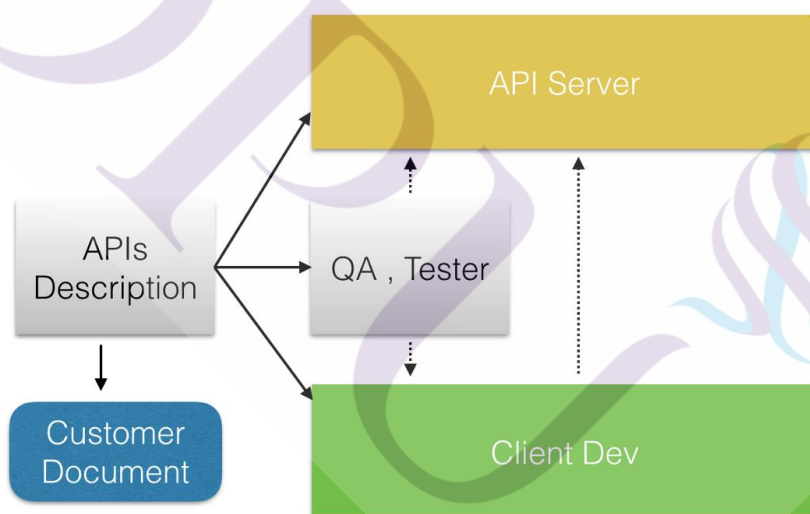 API Server
APIs
Description
QA , Tester
Customer
Document
Client Dev